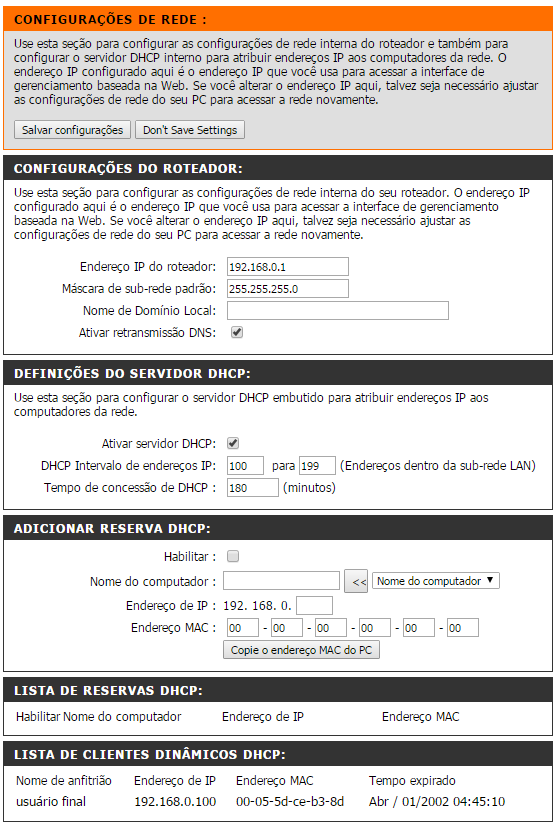 CONFIGURAÇÕES DE REDE :
Use esta seção para configurar as configurações de rede interna do roteador e também para
configurar o servidor DHCP interno para atribuir endereços IP aos computadores da rede. O
endereço IP configurado aqui é o endereço IP que você usa para acessar a interface de
gerenciamento baseada na Web. Se você alterar o endereço IP aqui, talvez seja necessário ajustar
as configurações de rede do seu PC para acessar a rede novamente.
Salvar configurações Don't Save Settings
CONFIGURAÇÕES DO ROTEADOR:
Use esta seção para configurar as configurações de rede interna do seu roteador. O endereço IP
configurado aqui é o endereço IP que você usa para acessar a interface de gerenciamento
baseada na Web. Se você alterar o endereço IP aqui, talvez seja necessário ajustar as
configurações de rede do seu PC para acessar a rede novamente.
Endereço IP do roteador: 192.168.0.1
Máscara de sub-rede padrão: 255.255.255.0
Nome de Domínio Local:
Ativar retransmissão DNS:
DEFINIÇÕES DO SERVIDOR DHCP:
Use esta seção para configurar o servidor DHCP embutido para atribuir endereços IP aos
computadores da rede.
Ativar servidor DHCP:
DHCP Intervalo de endereços IP: 100 para 199 (Endereços dentro da sub-rede LAN)
Tempo de concessão de DHCP : 180 (minutos)
ADICIONAR RESERVA DHCP:
Habilitar :
Nome do computador : << Nome do computador
Endereço de IP : 192. 168. 0.
Endereço MAC : 00 - 00 - 00 - 00 - 00 - 00
Copie o endereço MAC do PC
LISTA DE RESERVAS DHCP:
Habilitar Nome do computador Endereço de IP Endereço MAC
LISTA DE CLIENTES DINÂMICOS DHCP:
Nome de anfitrião Endereço de IP Endereço MAC Tempo expirado
usuário final 192.168.0.100 00-05-5d-ce-b3-8d Abr / 01/2002 04:45:10